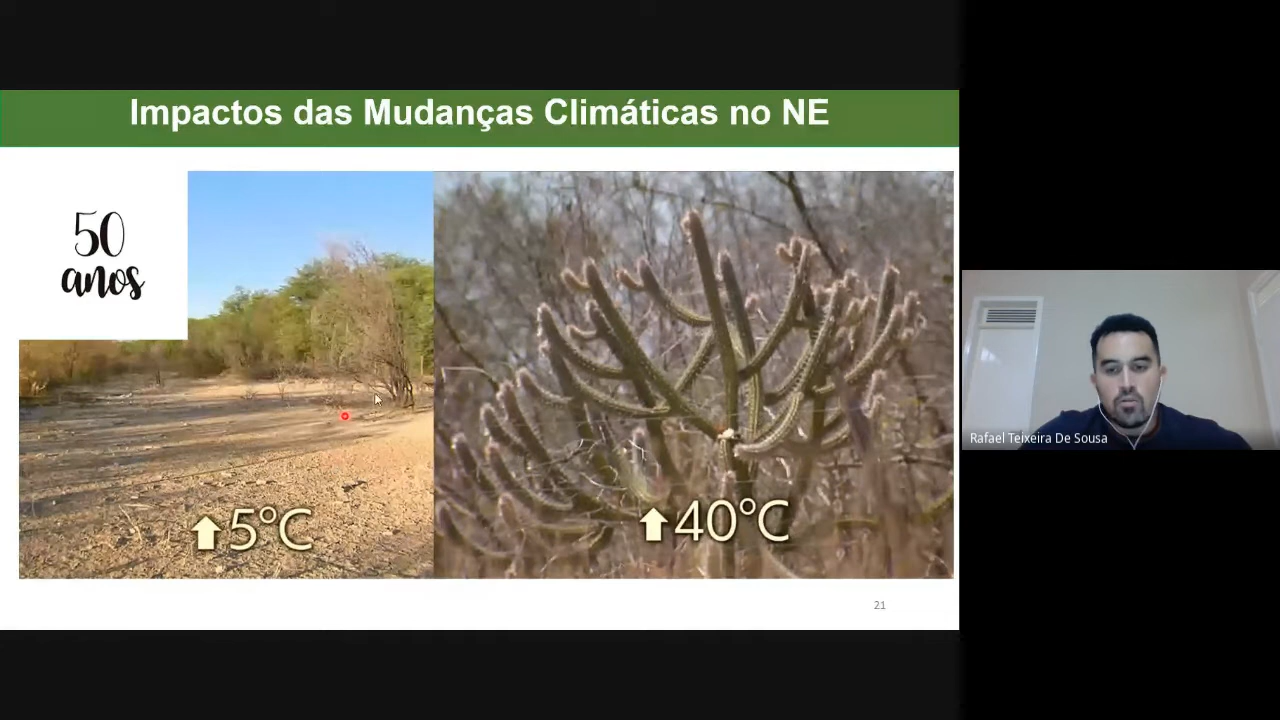 Impactos das Mudanças Climáticas no NE
50
anos
5°C
40°C
21
Rafael Teixeira De Sousa